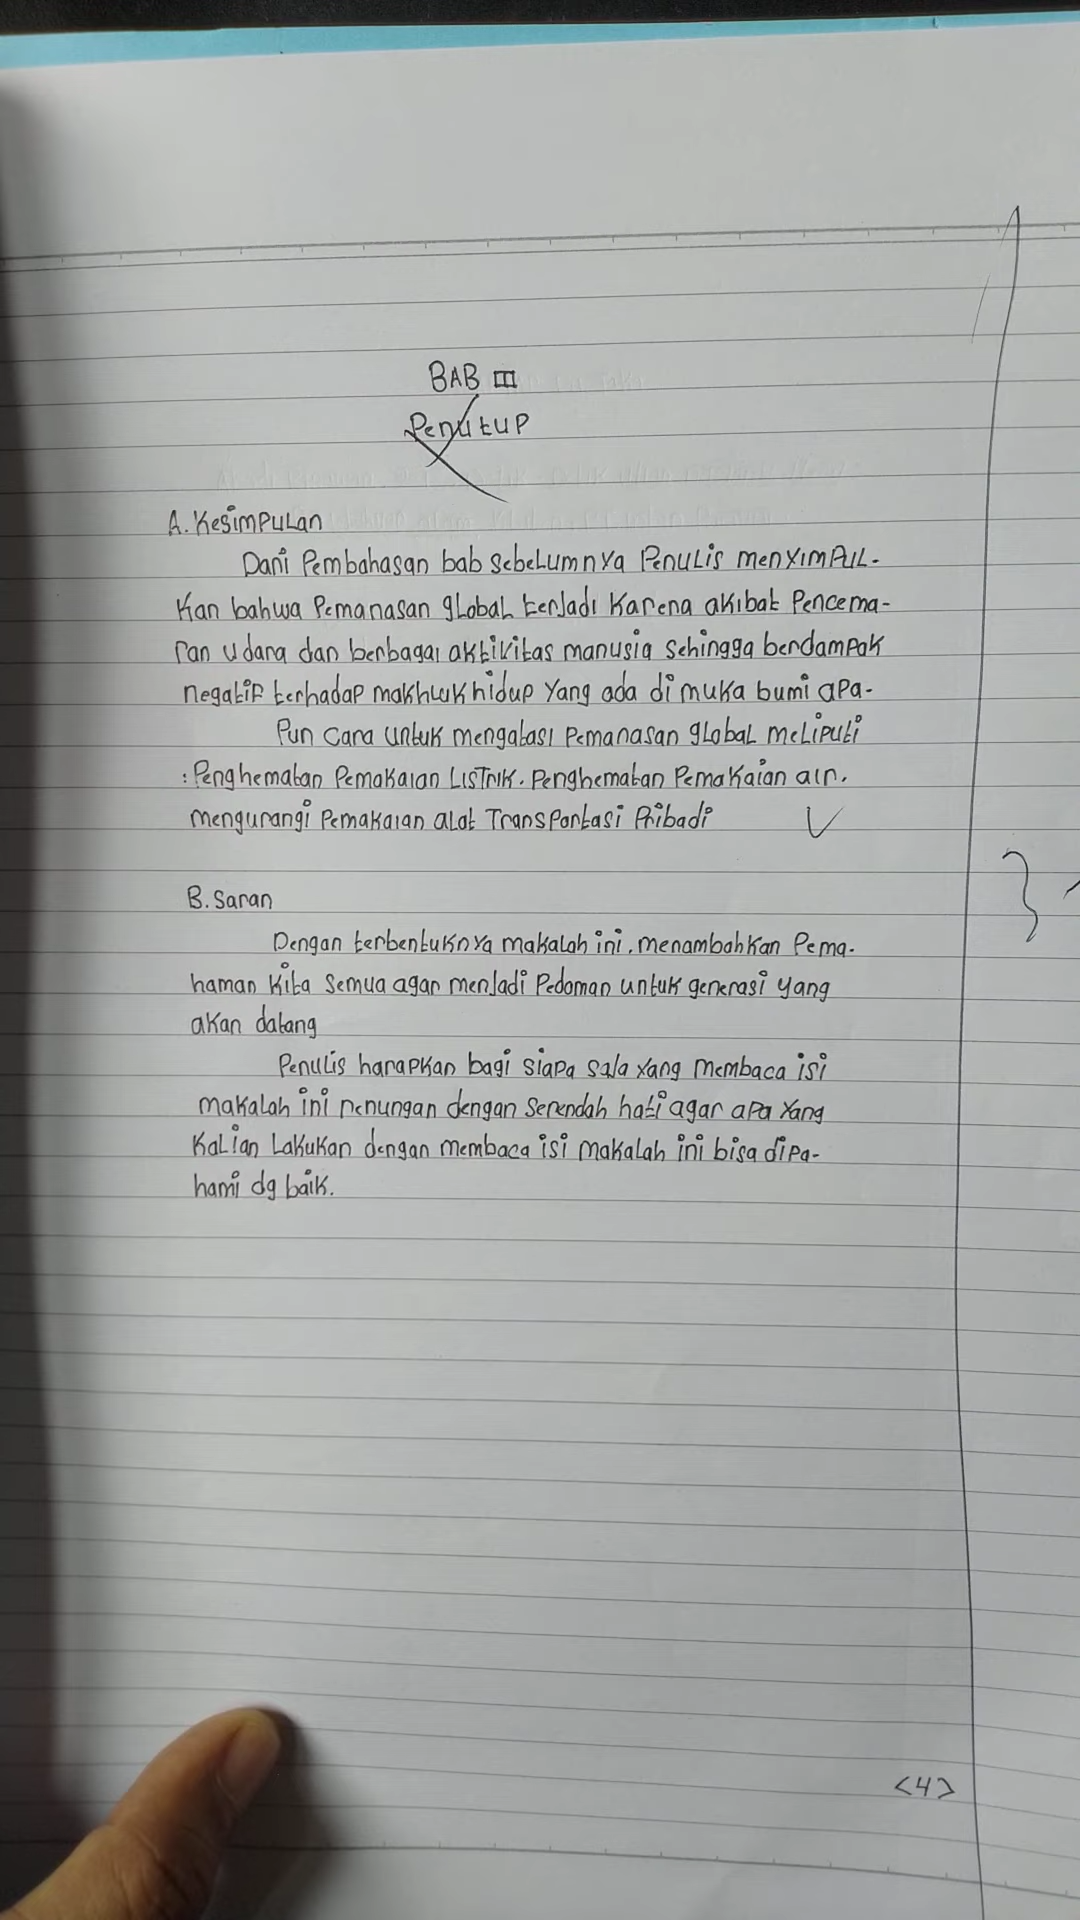 BAB III
Penutup
A. Kesimpulan
Dari Pembahasan bab sebelumnya Penulis menyimpul-
kan bahwa Pemanasan global terjadi karena akibat Pencema-
ran udara dan berbagai aktivitas manusia sehingga berdampak
negatif terhadap makhluk hidup yang ada di muka bumi apa-
Pun cara untuk mengatasi Pemanasan global meliputi
: Penghematan Pemakaian Listrik. Penghematan Pemakaian air.
mengurangi Pemakaian alat Transportasi Pribadi
B. Saran
Dengan terbentuknya makalah ini. menambahkan Pema-
haman kita semua agar menjadi Pedoman untuk generasi yang
akan datang
Penulis harapkan bagi siapa sala yang membaca isi
makalah ini renungan dengan serendah hati agar apa yang
kalian Lakukan dengan membaca isi makalah ini bisa dipa-
hami dg baik.
<4>